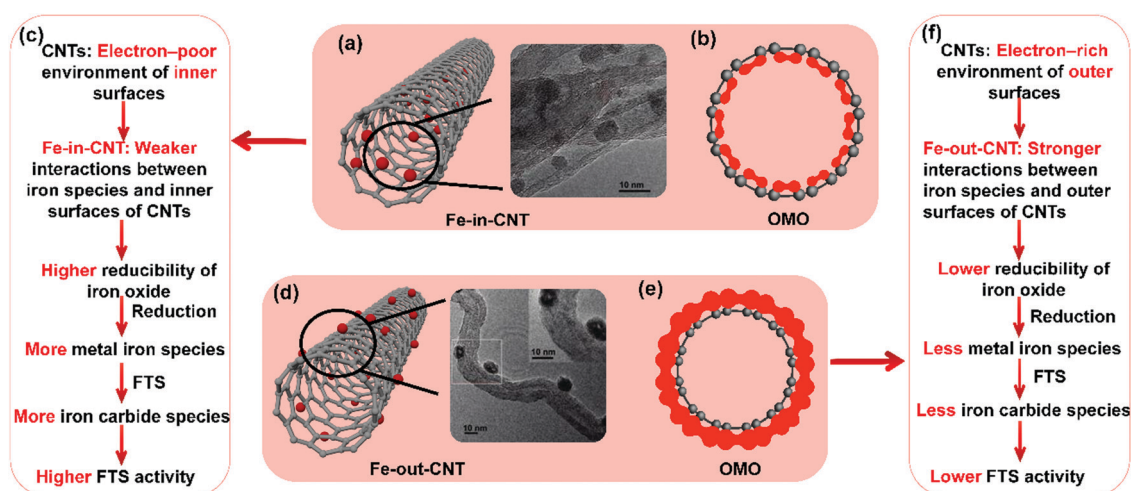 (c)
CNTs: Electron–poor
environment of inner
surfaces
Fe-in-CNT: Weaker
interactions between
iron species and inner
surfaces of CNTs
Higher reducibility of
iron oxide
Reduction
More metal iron species
FTS
More iron carbide species
Higher FTS activity
(a)
10 nm
Fe-in-CNT
(b)
OMO
(d)
10 nm
10 nm
Fe-out-CNT
(e)
OMO
(f)
CNTs: Electron–rich
environment of outer
surfaces
Fe-out-CNT: Stronger
interactions between
iron species and outer
surfaces of CNTs
Lower reducibility of
iron oxide
Reduction
Less metal iron species
FTS
Less iron carbide species
Lower FTS activity